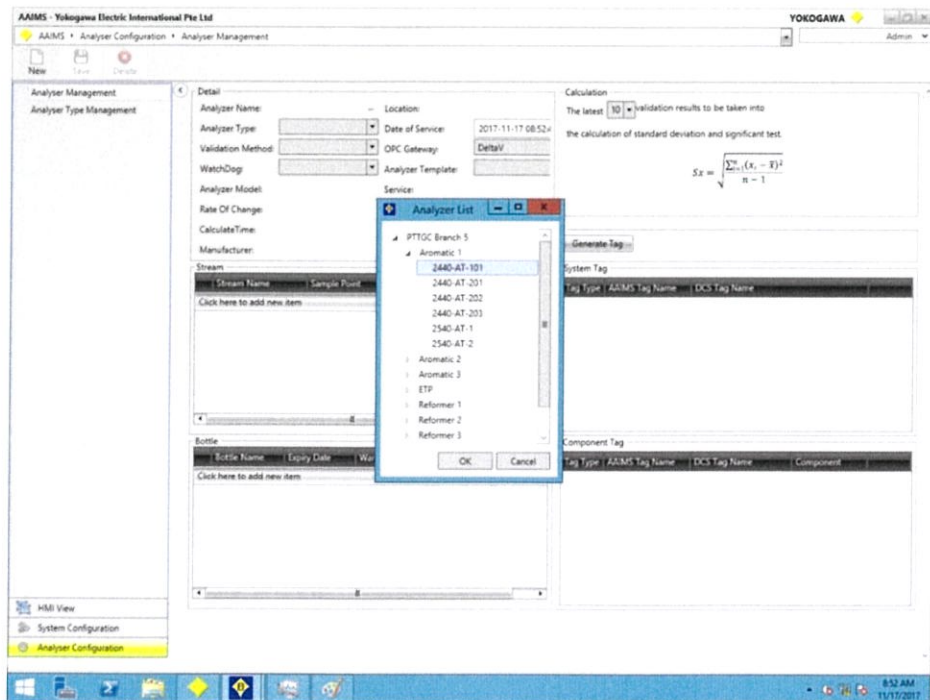 AAIMS - Yokogawa Electric International Pte Ltd
YOKOGAWA
AAIMS • Analyser Configuration • Analyser Management
Admin
New Save Delete
Analyser Management
Analyser Type Management
HMI View
System Configuration
Analyser Configuration
Detail
Analyzer Name:
Location:
Analyzer Type:
Date of Service:
2017-11-17 08:52:4
Validation Method:
OPC Gateway:
DeltaV
WatchDog:
Analyzer Template:
Analyzer Model:
Service:
Rate Of Change:
CalculateTime:
Manufacturer:
Calculation
The latest 10 validation results to be taken into
the calculation of standard deviation and significant test.
Sx = √(∑ⁿᵢ₌₁(xᵢ - x̄)² / (n - 1))
Generate Tag
Stream
Stream Name Sample Point
Click here to add new item
System Tag
Tag Type AAIMS Tag Name DCS Tag Name
Bottle
Bottle Name Expiry Date War
Click here to add new item
Component Tag
Tag Type AAIMS Tag Name DCS Tag Name Component
Analyzer List
PTTGC Branch 5
Aromatic 1
2440-AT-101
2440-AT-201
2440-AT-202
2440-AT-203
2540-AT-1
2540-AT-2
Aromatic 2
Aromatic 3
ETP
Reformer 1
Reformer 2
Reformer 3
OK Cancel
8:52 AM
11/17/2017